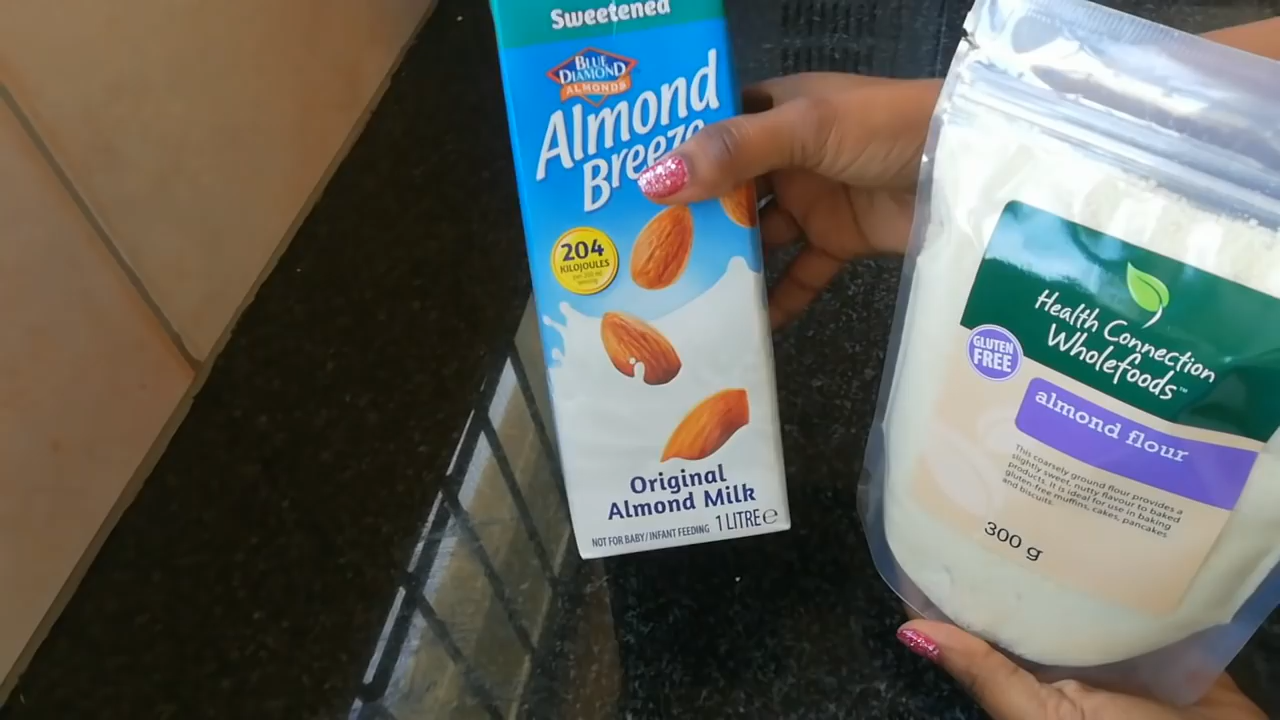 Sweetened
BLUE
DIAMOND
ALMONDS
Almond
Breeze
204
KILOJOULES
Original
Almond Milk
NOT FOR BABY/INFANT FEEDING 1 LITRE℮
Health Connection
Wholefoods™
GLUTEN
FREE
almond flour
This coarsely ground flour provides a
slightly sweet, nutty flavour to baked
products. It is ideal for use in baking
gluten-free muffins, cakes, pancakes
and biscuits.
300 g